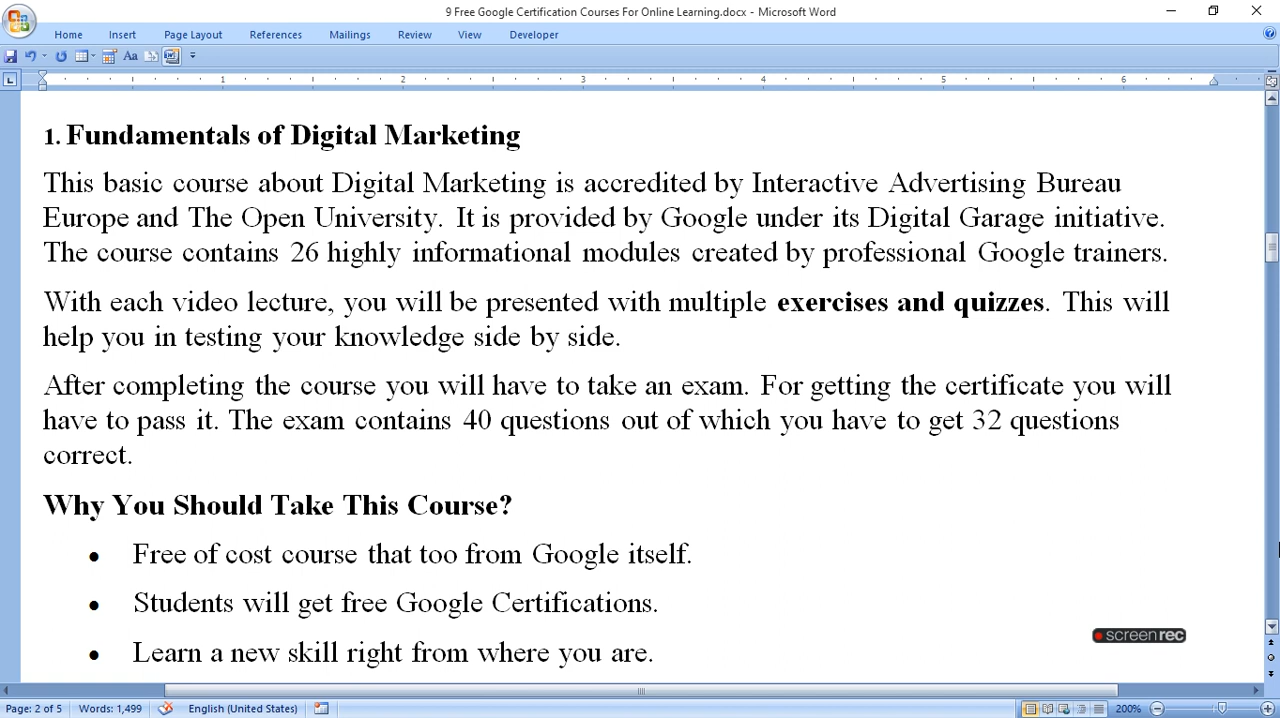 9 Free Google Certification Courses For Online Learning.docx - Microsoft Word
Home Insert Page Layout References Mailings Review View Developer
Aa
1 2 3 4 5 6
1. Fundamentals of Digital Marketing
This basic course about Digital Marketing is accredited by Interactive Advertising Bureau
Europe and The Open University. It is provided by Google under its Digital Garage initiative.
The course contains 26 highly informational modules created by professional Google trainers.
With each video lecture, you will be presented with multiple exercises and quizzes. This will
help you in testing your knowledge side by side.
After completing the course you will have to take an exam. For getting the certificate you will
have to pass it. The exam contains 40 questions out of which you have to get 32 questions
correct.
Why You Should Take This Course?
• Free of cost course that too from Google itself.
• Students will get free Google Certifications.
• Learn a new skill right from where you are.
screenrec
Page: 2 of 5 Words: 1,499 English (United States) 200%